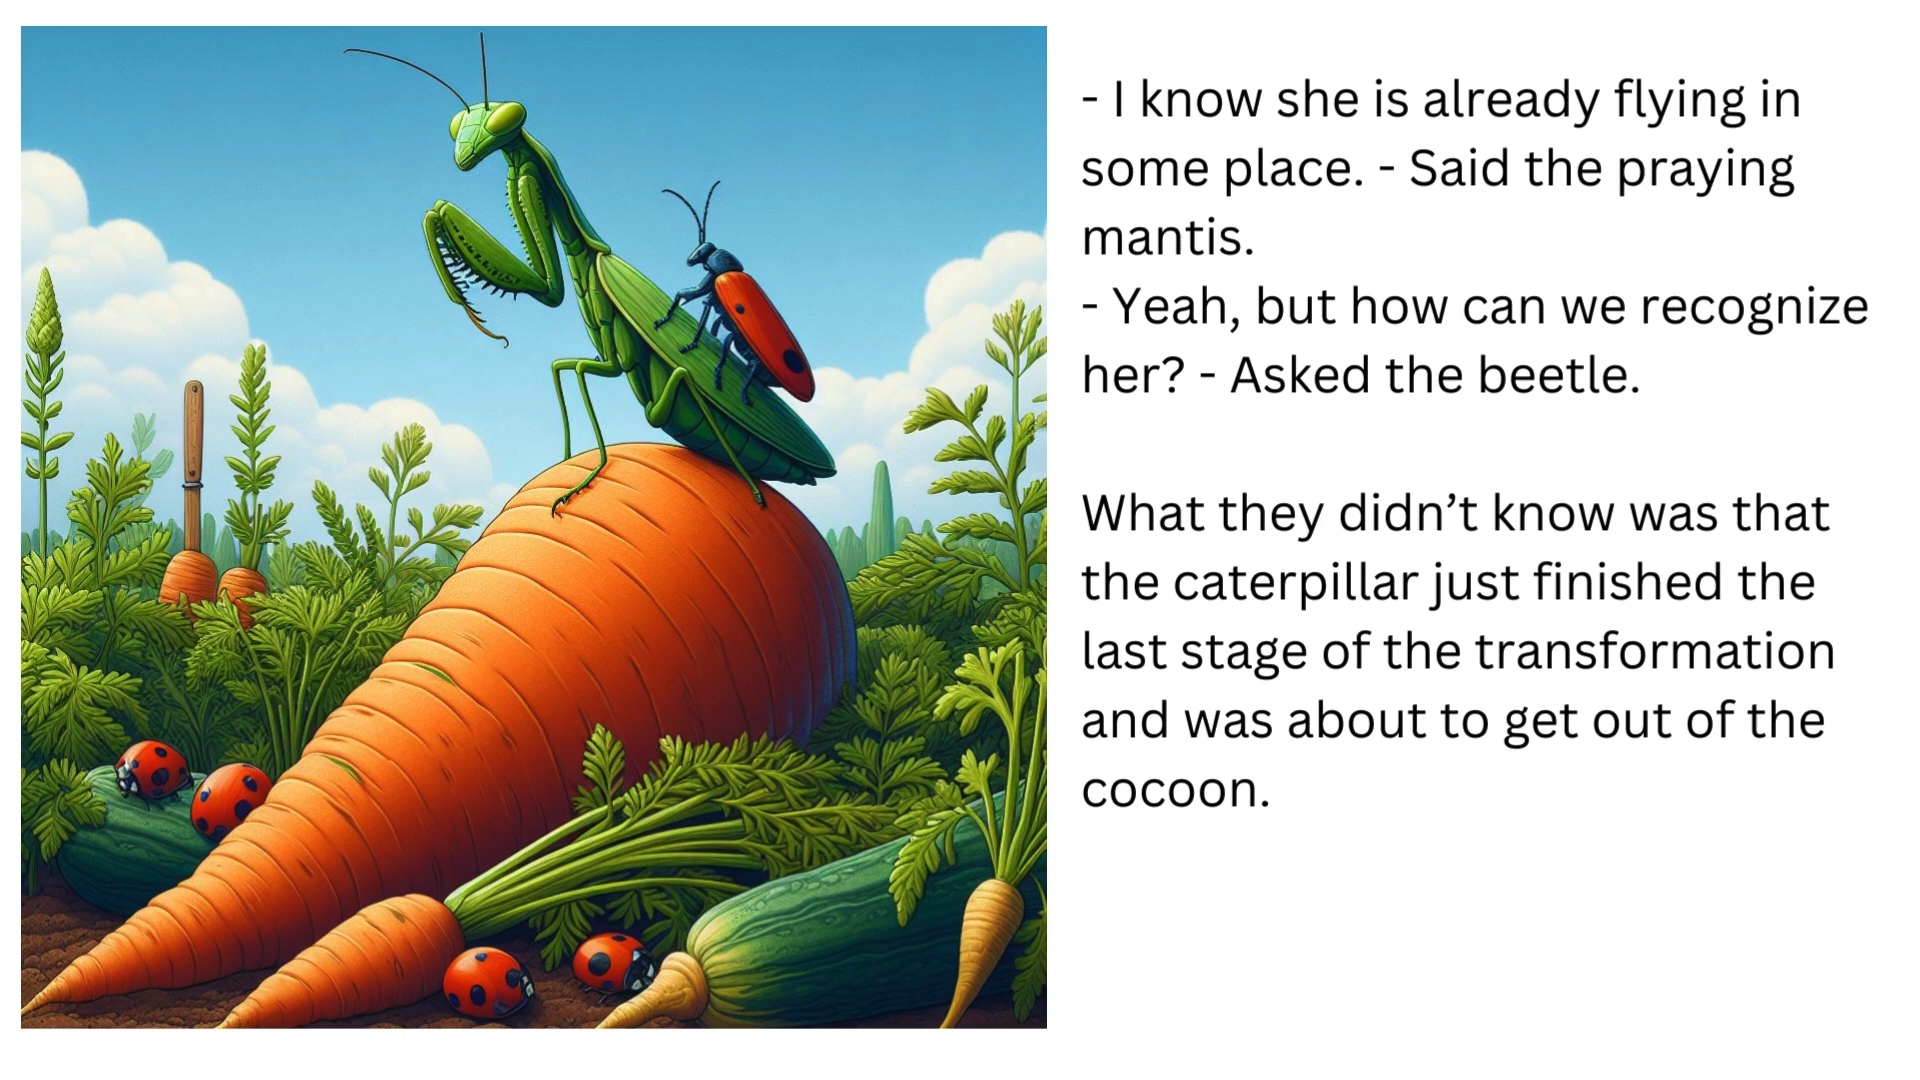 - I know she is already flying in
some place. - Said the praying
mantis.
- Yeah, but how can we recognize
her? - Asked the beetle.
What they didn’t know was that
the caterpillar just finished the
last stage of the transformation
and was about to get out of the
cocoon.